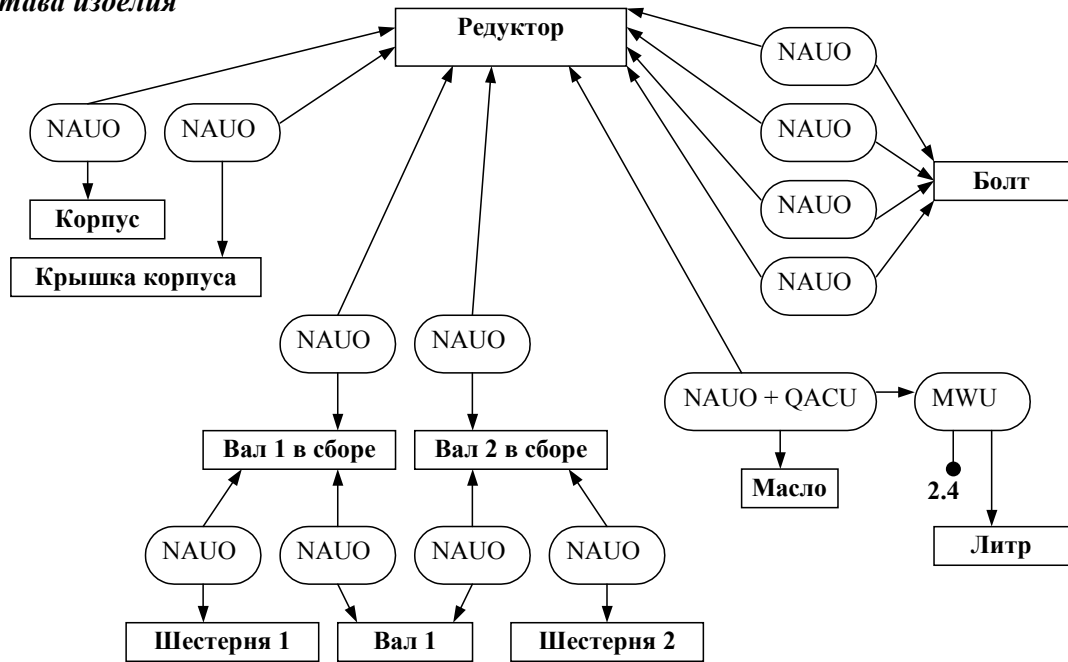 тава изделия
Редуктор
NAUO
NAUO
NAUO
NAUO
NAUO
Болт
NAUO
Корпус
Крышка корпуса
NAUO
NAUO
NAUO
NAUO + QACU
MWU
Вал 1 в сборе
Вал 2 в сборе
Масло
2.4
NAUO
NAUO
NAUO
NAUO
Литр
Шестерня 1
Вал 1
Шестерня 2